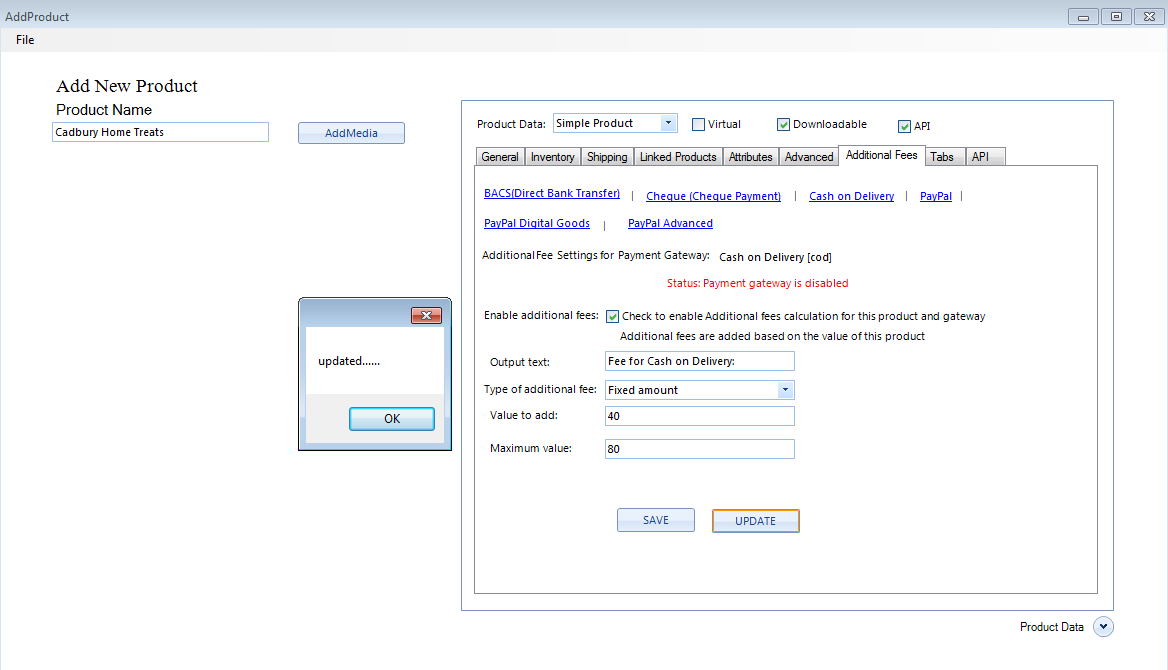 AddProduct
File
Add New Product
Product Name
Cadbury Home Treats
AddMedia
Product Data: Simple Product Virtual Downloadable API
General Inventory Shipping Linked Products Attributes Advanced Additional Fees Tabs API
BACS(Direct Bank Transfer) | Cheque (Cheque Payment) | Cash on Delivery | PayPal |
PayPal Digital Goods | PayPal Advanced
AdditionalFee Settings for Payment Gateway: Cash on Delivery [cod]
Status: Payment gateway is disabled
Enable additional fees: Check to enable Additional fees calculation for this product and gateway
Additional fees are added based on the value of this product
Output text: Fee for Cash on Delivery:
Type of additional fee: Fixed amount
Value to add: 40
Maximum value: 80
SAVE UPDATE
updated......
OK
Product Data